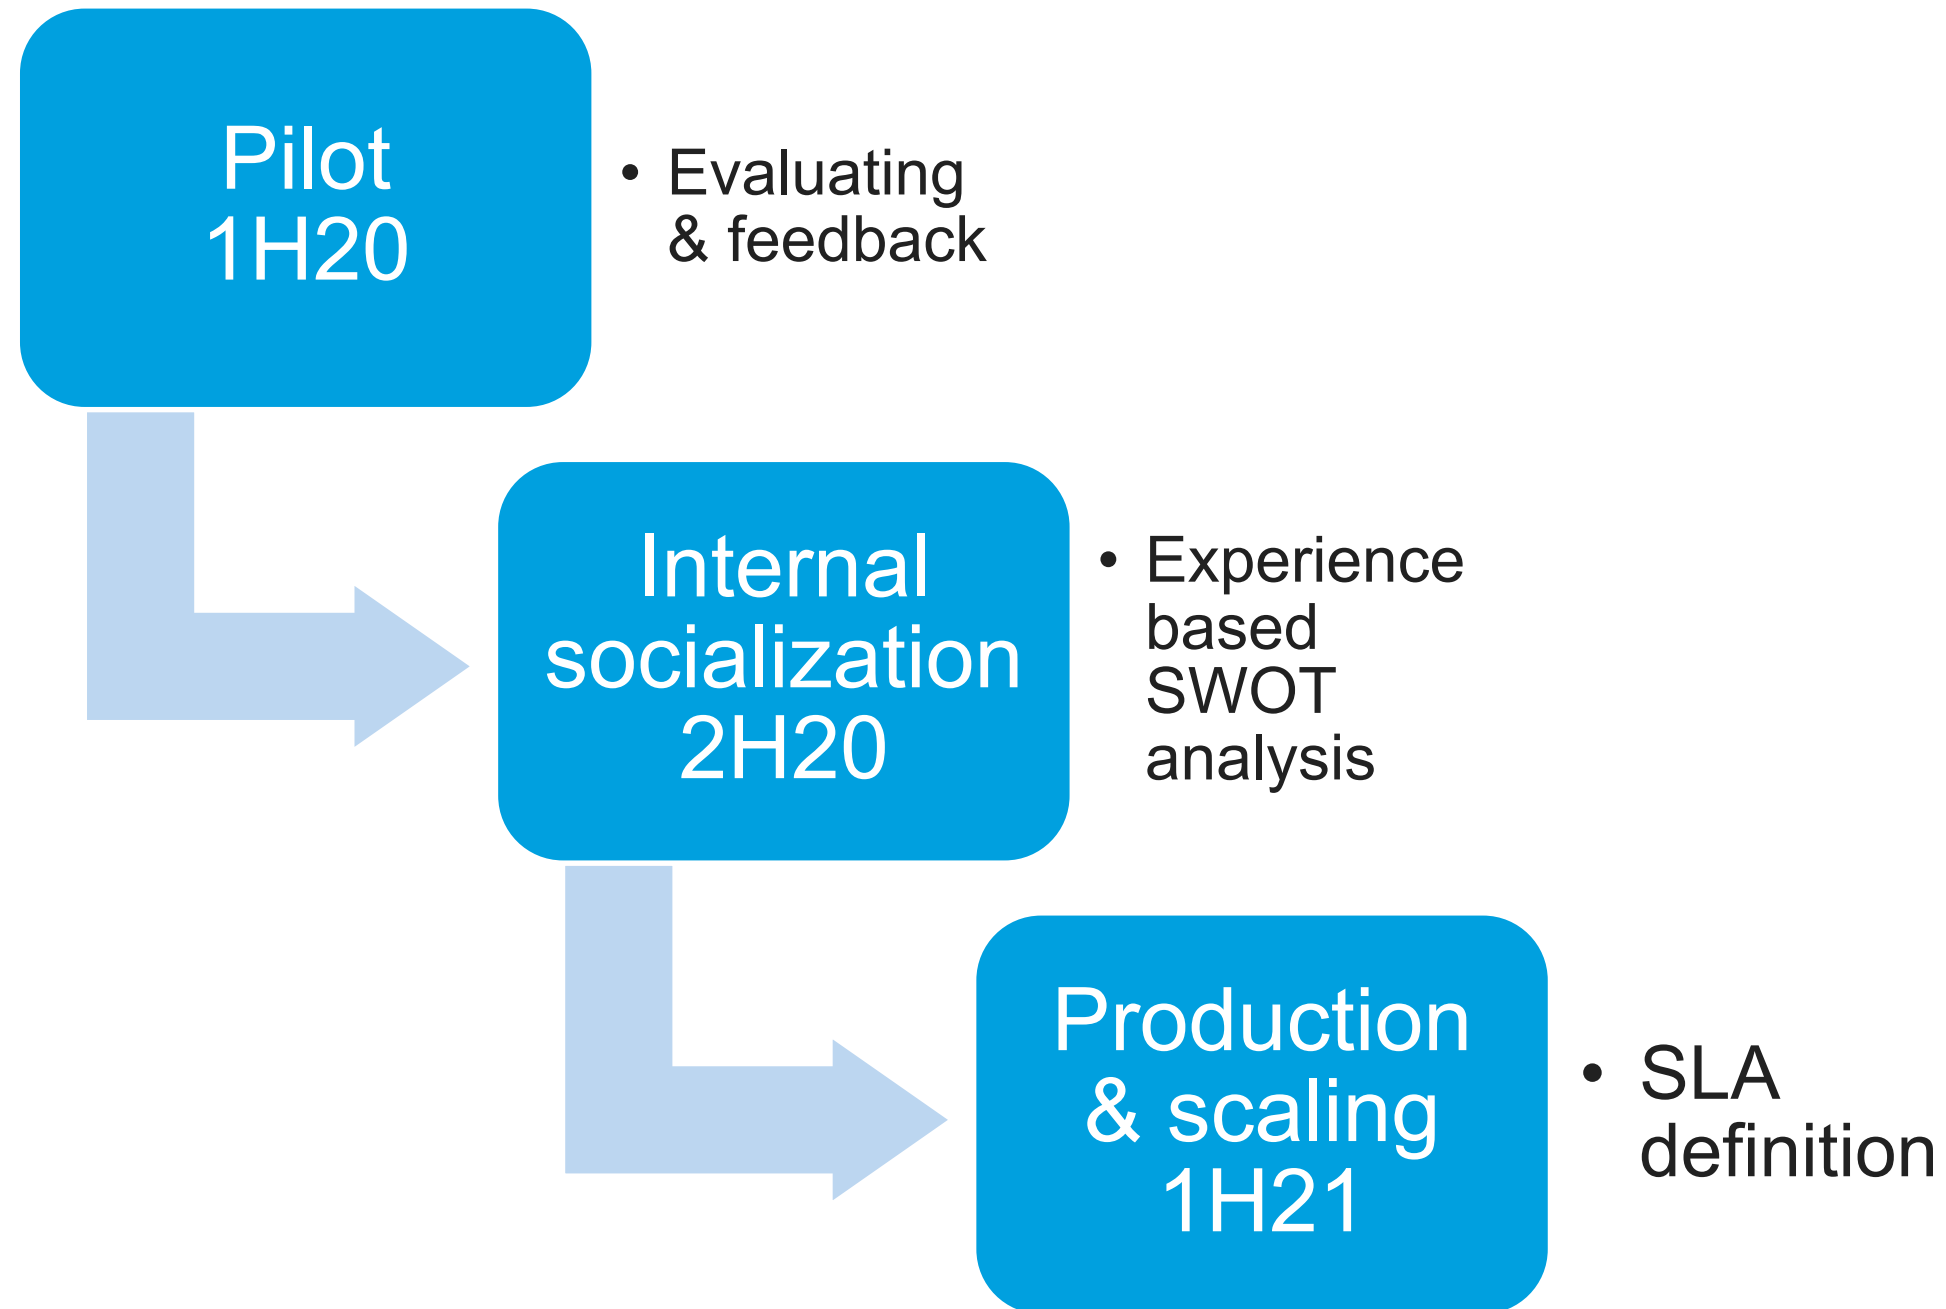 Pilot
1H20
• Evaluating
& feedback
Internal
socialization
2H20
• Experience
based
SWOT
analysis
Production
& scaling
1H21
• SLA
definition